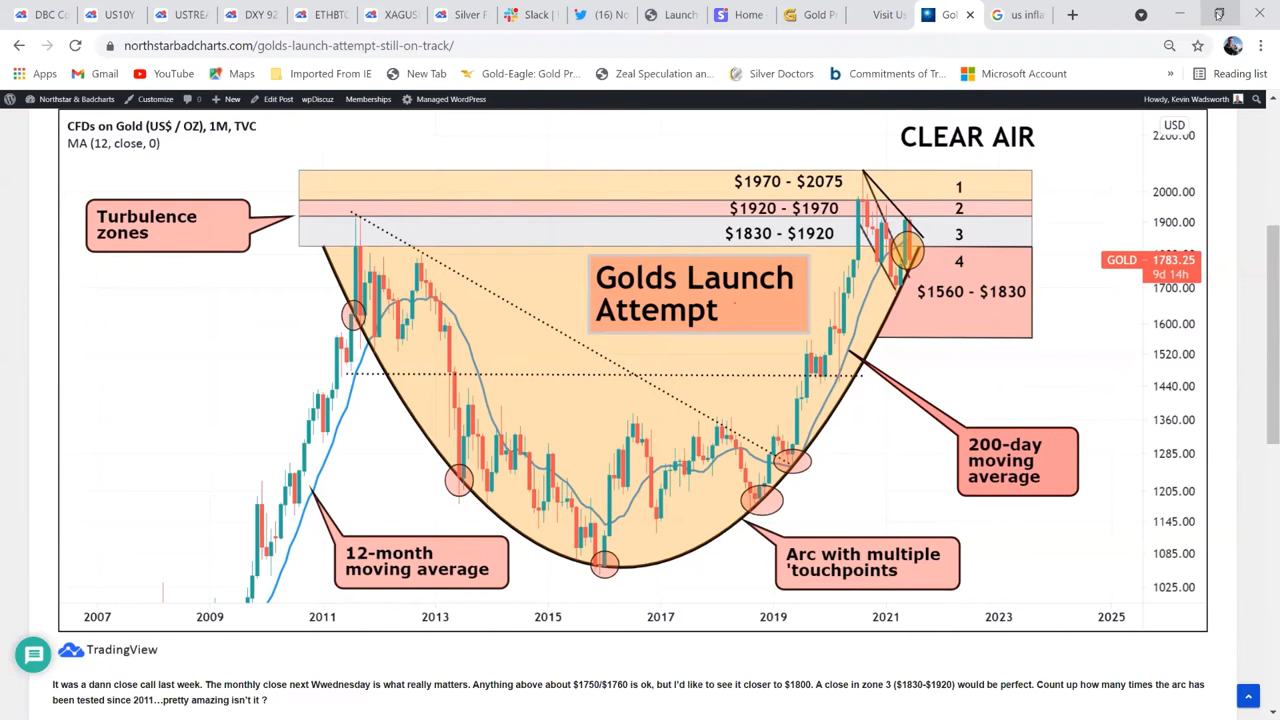 DBC Co
US10Y
USTREA
DXY 92
ETHBTC
XAGUS
Silver F
Slack |
(16) No
Launch
Home
Gold Pr
Visit Us
Gol
us infla
northstarbadcharts.com/golds-launch-attempt-still-on-track/
Apps
Gmail
YouTube
Maps
Imported From IE
New Tab
Gold-Eagle: Gold Pr...
Zeal Speculation an...
Silver Doctors
Commitments of Tr...
Microsoft Account
»
Reading list
Northstar & Badcharts
Customize
0
New
Edit Post
wpDiscuz
Memberships
Managed WordPress
Howdy, Kevin Wadsworth
CFDs on Gold (US$ / OZ), 1M, TVC
MA (12, close, 0)
CLEAR AIR
USD
2200.00
2000.00
1900.00
GOLD 1783.25
9d 14h
1700.00
1600.00
1520.00
1440.00
1360.00
1285.00
1205.00
1145.00
1085.00
1025.00
$1970 - $2075 1
$1920 - $1970 2
$1830 - $1920 3
4
$1560 - $1830
Turbulence
zones
Golds Launch
Attempt
200-day
moving
average
12-month
moving average
Arc with multiple
'touchpoints
2007 2009 2011 2013 2015 2017 2019 2021 2023 2025
TradingView
It was a dann close call last week. The monthly close next Wwednesday is what really matters. Anything above about $1750/$1760 is ok, but I'd like to see it closer to $1800. A close in zone 3 ($1830-$1920) would be perfect. Count up how many times the arc has
been tested since 2011…pretty amazing isn't it ?